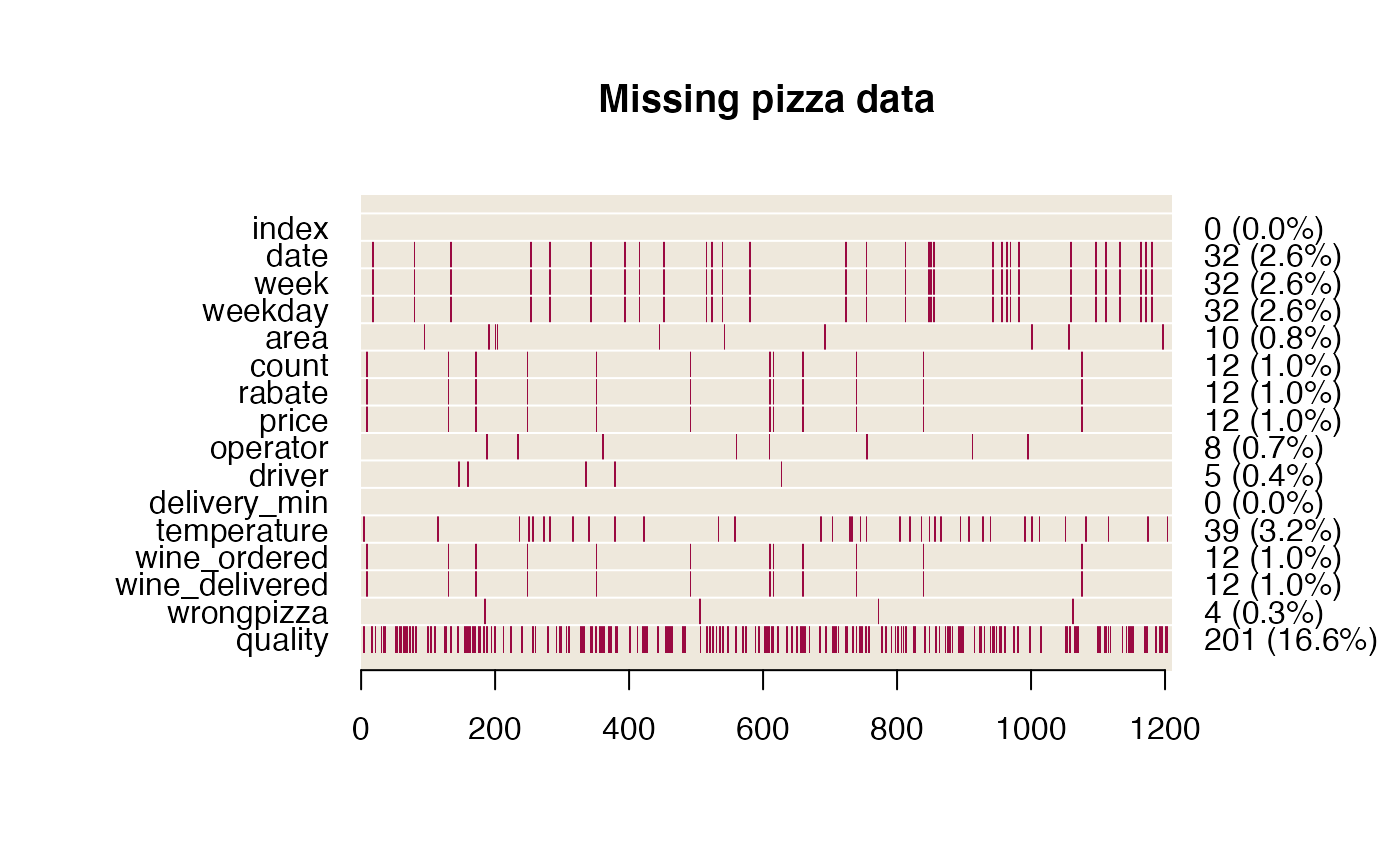 Missing pizza data
index 0 (0.0%)
date 32 (2.6%)
week 32 (2.6%)
weekday 32 (2.6%)
area 10 (0.8%)
count 12 (1.0%)
rabate 12 (1.0%)
price 12 (1.0%)
operator 8 (0.7%)
driver 5 (0.4%)
delivery_min 0 (0.0%)
temperature 39 (3.2%)
wine_ordered 12 (1.0%)
wine_delivered 12 (1.0%)
wrongpizza 4 (0.3%)
quality 201 (16.6%)
0 200 400 600 800 1000 1200